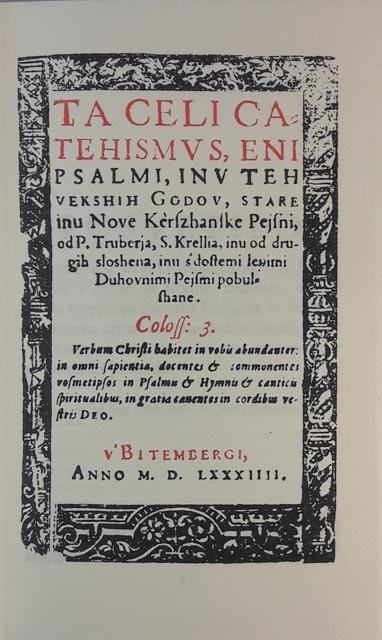 TA CELI CA-
TEHISMVS, ENI
PSALMI, INV TEH
VEKSHIH GODOV, STARE
inu Nove Kèrſzhanſke Pejſni,
od P. Truberja, S. Krellia, inu od dru-
gih sloshena, inu s'doſtemi lepimi
Duhovnimi Pejſmi pobul-
shane.
Coloſſ: 3.
Verbum Chriſti habitet in vobis abundanter:
in omni ſapientia, docentes & commonentes
voſmetipſos in Pſalmis & Hymnis & canticis
ſpiritualibus, in gratia canentes in cordibus ve-
ſtris DEO.
V'BITEMBERGI,
ANNO M. D. LXXXIIII.